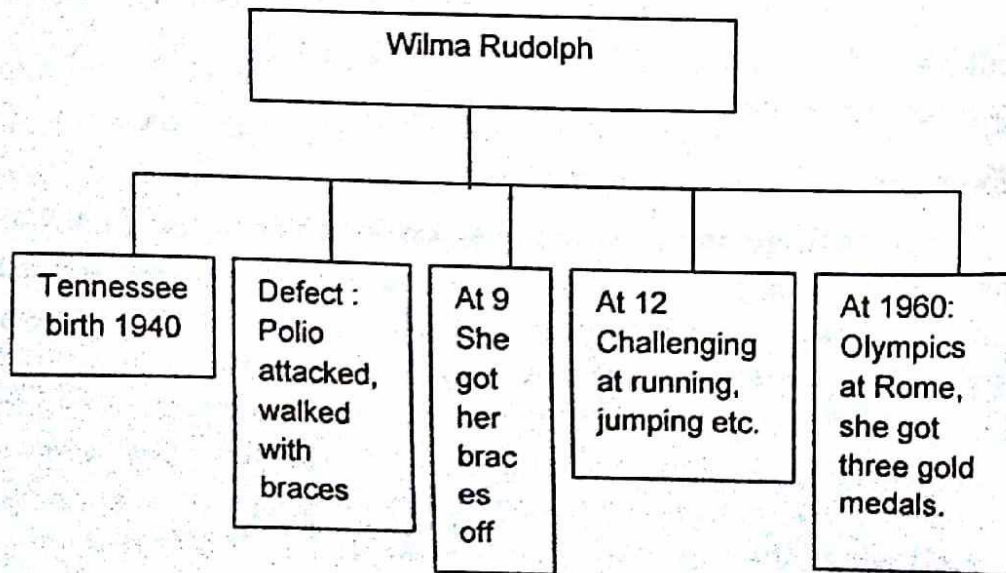 Wilma Rudolph
Tennessee
birth 1940
Defect :
Polio
attacked,
walked
with
braces
At 9
She
got
her
brac
es
off
At 12
Challenging
at running,
jumping etc.
At 1960:
Olympics
at Rome,
she got
three gold
medals.